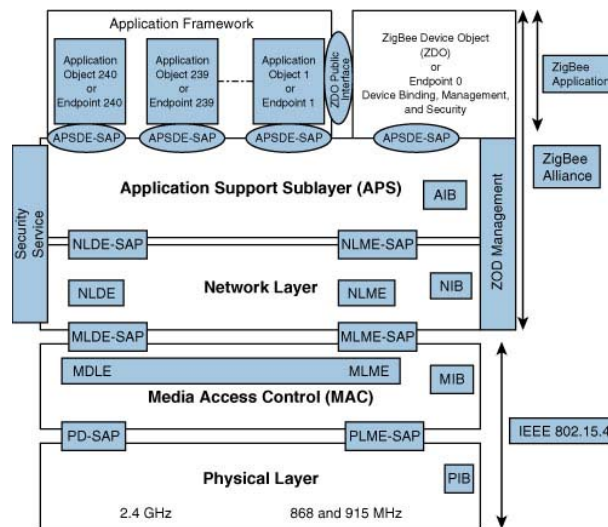 Application Framework
Application
Object 240
or
Endpoint 240
Application
Object 239
or
Endpoint 239
Application
Object 1
or
Endpoint 1
ZDO Public
Interface
ZigBee Device Object
(ZDO)
or
Endpoint 0
Device Binding, Management,
and Security
ZigBee
Application
APSDE-SAP
APSDE-SAP
APSDE-SAP
APSDE-SAP
ZigBee
Alliance
Security
Service
Application Support Sublayer (APS)
AIB
ZOD Management
NLDE-SAP
NLME-SAP
NLDE
Network Layer
NLME
NIB
MLDE-SAP
MLME-SAP
MDLE
MLME
MIB
Media Access Control (MAC)
PD-SAP
PLME-SAP
IEEE 802.15.4
Physical Layer
PIB
2.4 GHz
868 and 915 MHz